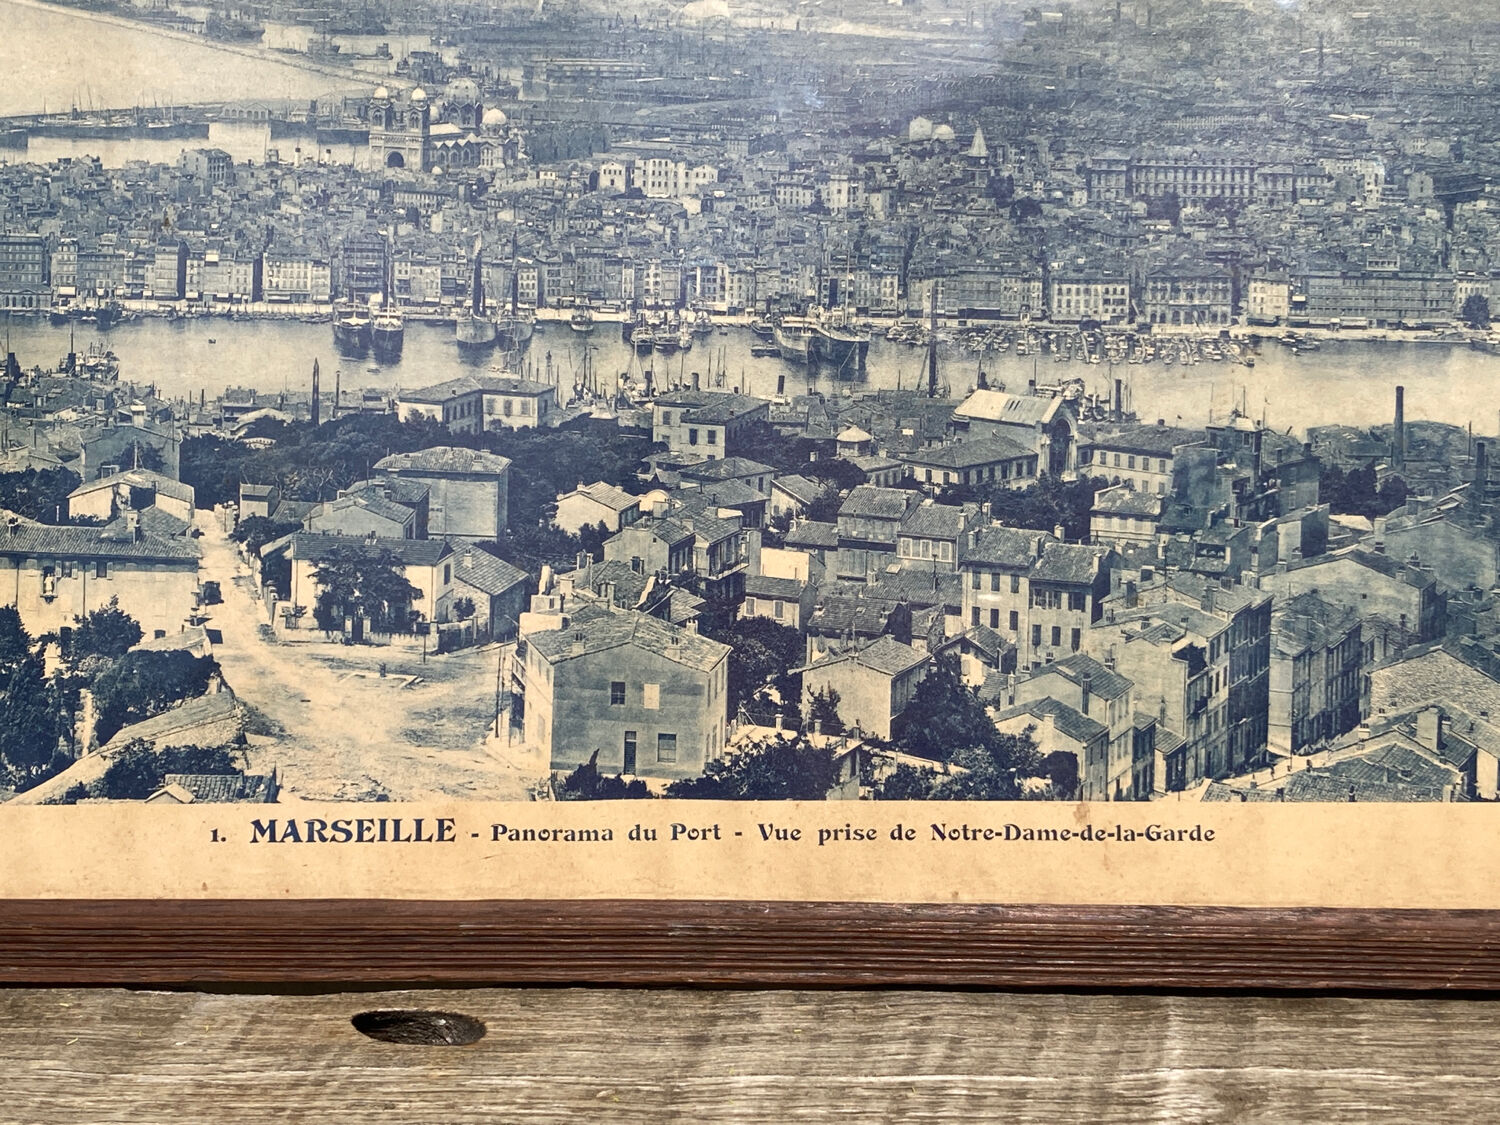 1. MARSEILLE - Panorama du Port - Vue prise de Notre-Dame-de-la-Garde